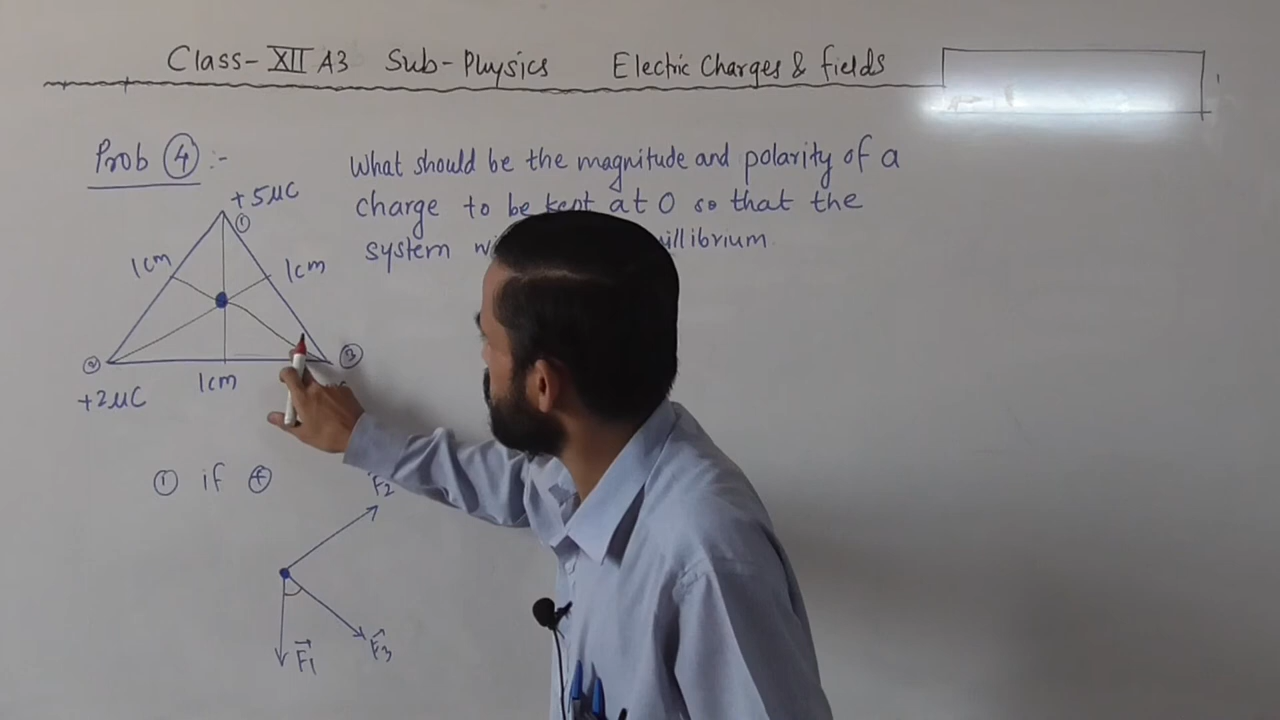 Class-XII A3 Sub-Physics Electric Charges & fields
Prob 4 :-
What should be the magnitude and polarity of a
charge to be kept at O so that the
system
+5μC
1
1cm
1cm
2
3
+2μC
1cm
1 if +
F2
F1
F3